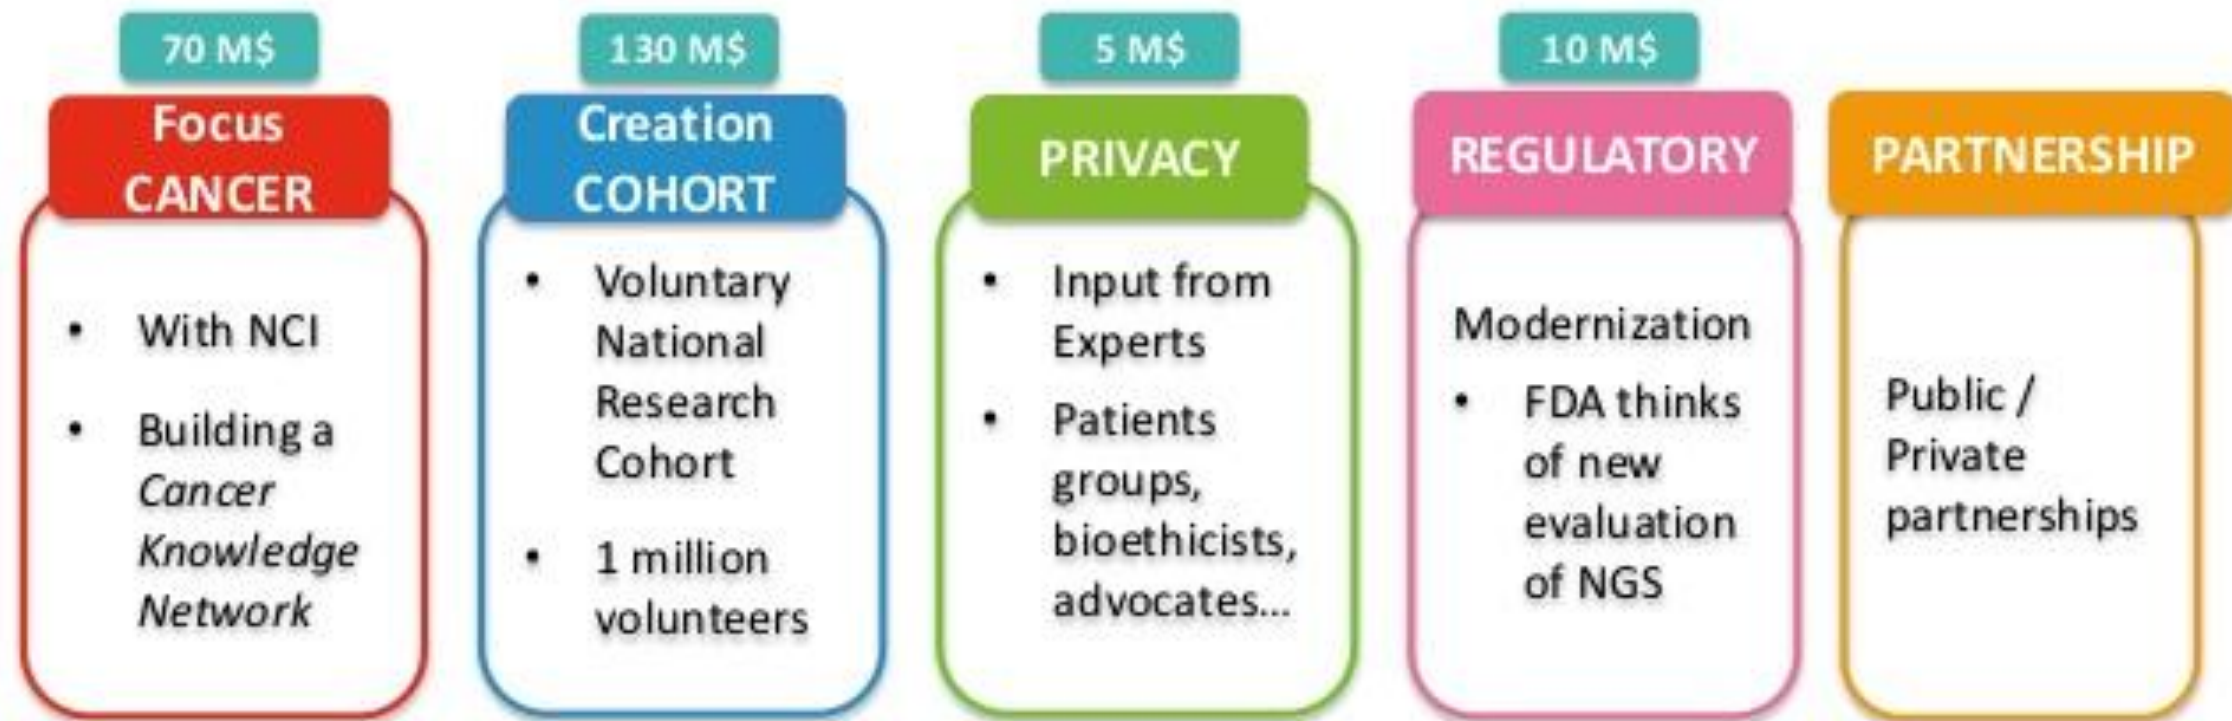 70 M$
Focus
CANCER
• With NCI
• Building a
Cancer
Knowledge
Network
130 M$
Creation
COHORT
• Voluntary
National
Research
Cohort
• 1 million
volunteers
5 M$
PRIVACY
• Input from
Experts
• Patients
groups,
bioethicists,
advocates...
10 M$
REGULATORY
Modernization
• FDA thinks
of new
evaluation
of NGS
PARTNERSHIP
Public /
Private
partnerships